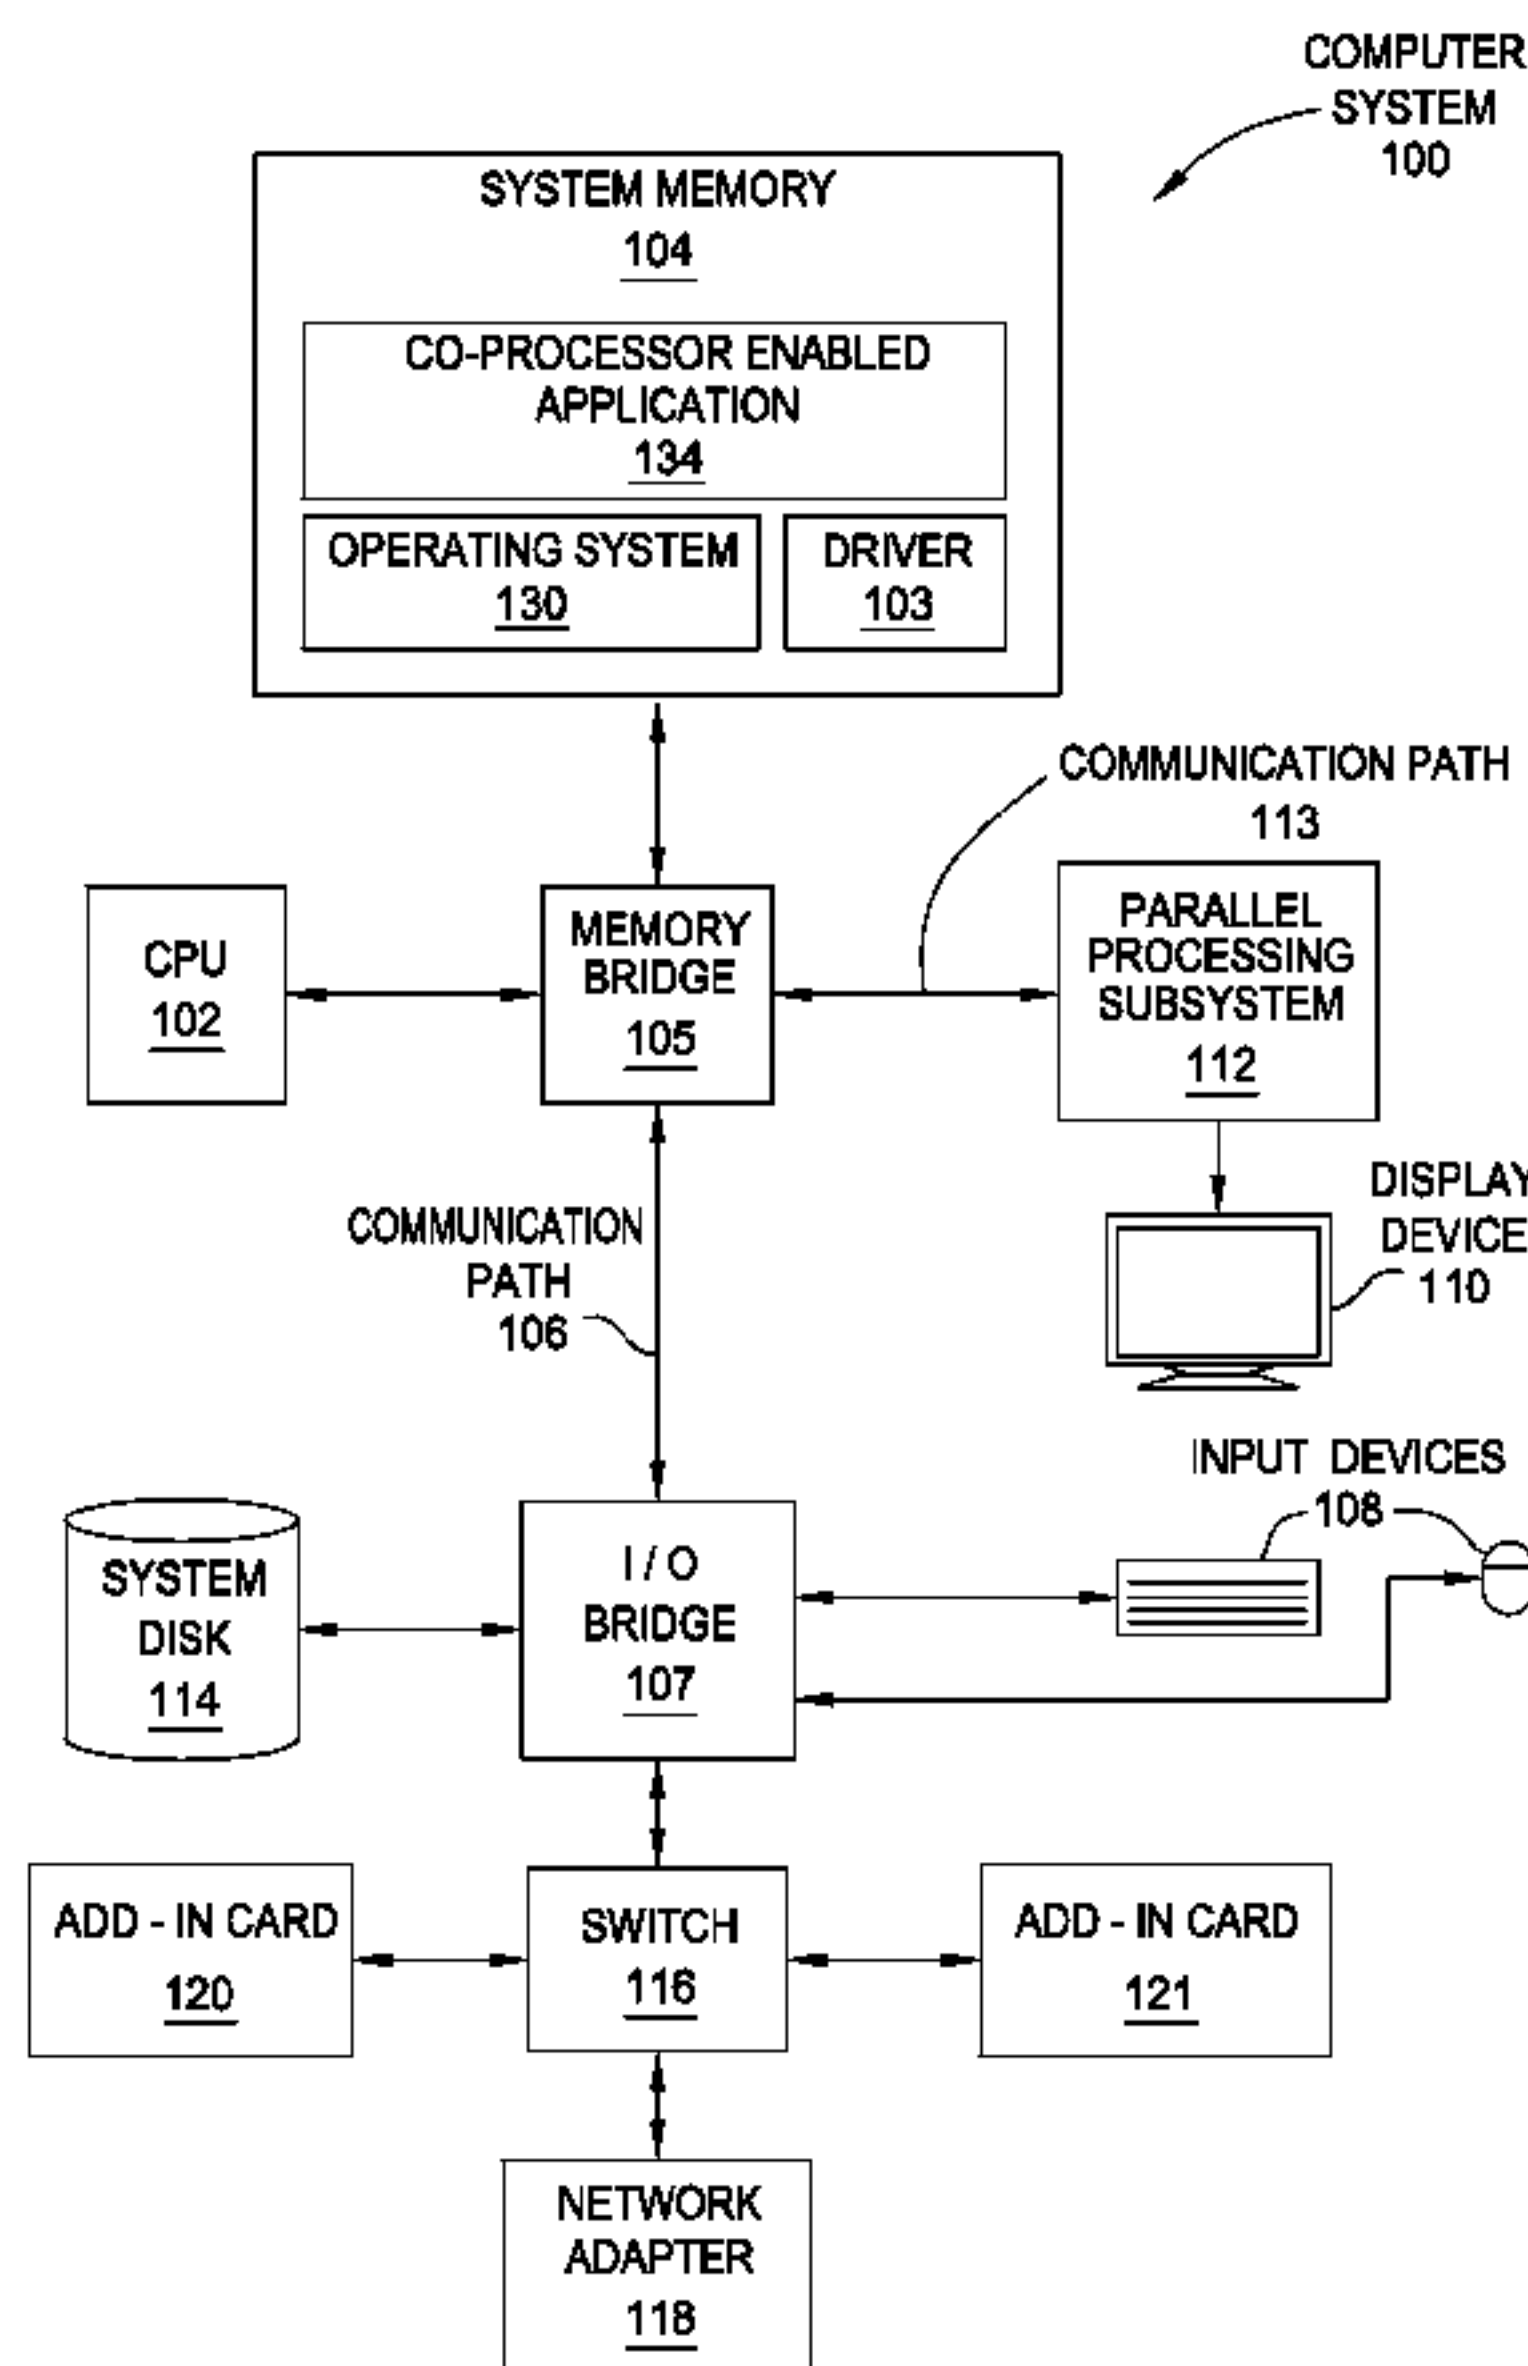 COMPUTER
SYSTEM
100
SYSTEM MEMORY
104
CO-PROCESSOR ENABLED
APPLICATION
134
OPERATING SYSTEM
130
DRIVER
103
COMMUNICATION PATH
113
CPU
102
MEMORY
BRIDGE
105
PARALLEL
PROCESSING
SUBSYSTEM
112
COMMUNICATION
PATH
106
DISPLAY
DEVICE
110
INPUT DEVICES
108
SYSTEM
DISK
114
I / O
BRIDGE
107
ADD - IN CARD
120
SWITCH
116
ADD - IN CARD
121
NETWORK
ADAPTER
118